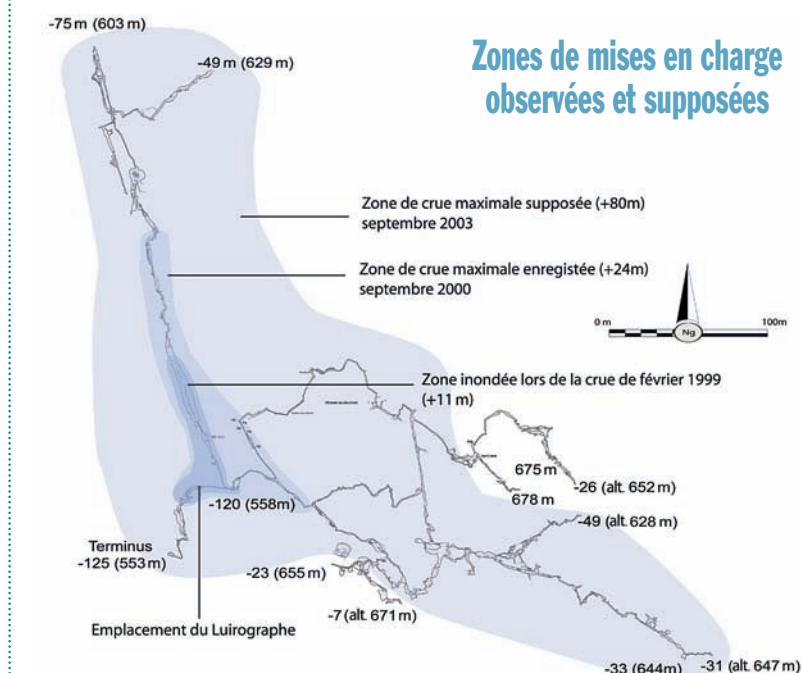 -75 m (603 m)
-49 m (629 m)
Zones de mises en charge
observées et supposées
Zone de crue maximale supposée (+80m)
septembre 2003
Zone de crue maximale enregistée (+24m)
septembre 2000
0 m
100m
Ng
Zone inondée lors de la crue de février 1999
(+11 m)
675 m
-26 (alt. 652 m)
678 m
-120 (558m)
-49 (alt. 628 m)
Terminus
-125 (553 m)
-23 (655 m)
-7 (alt. 671 m)
Emplacement du Luirographe
-33 (644m)
-31 (alt. 647 m)